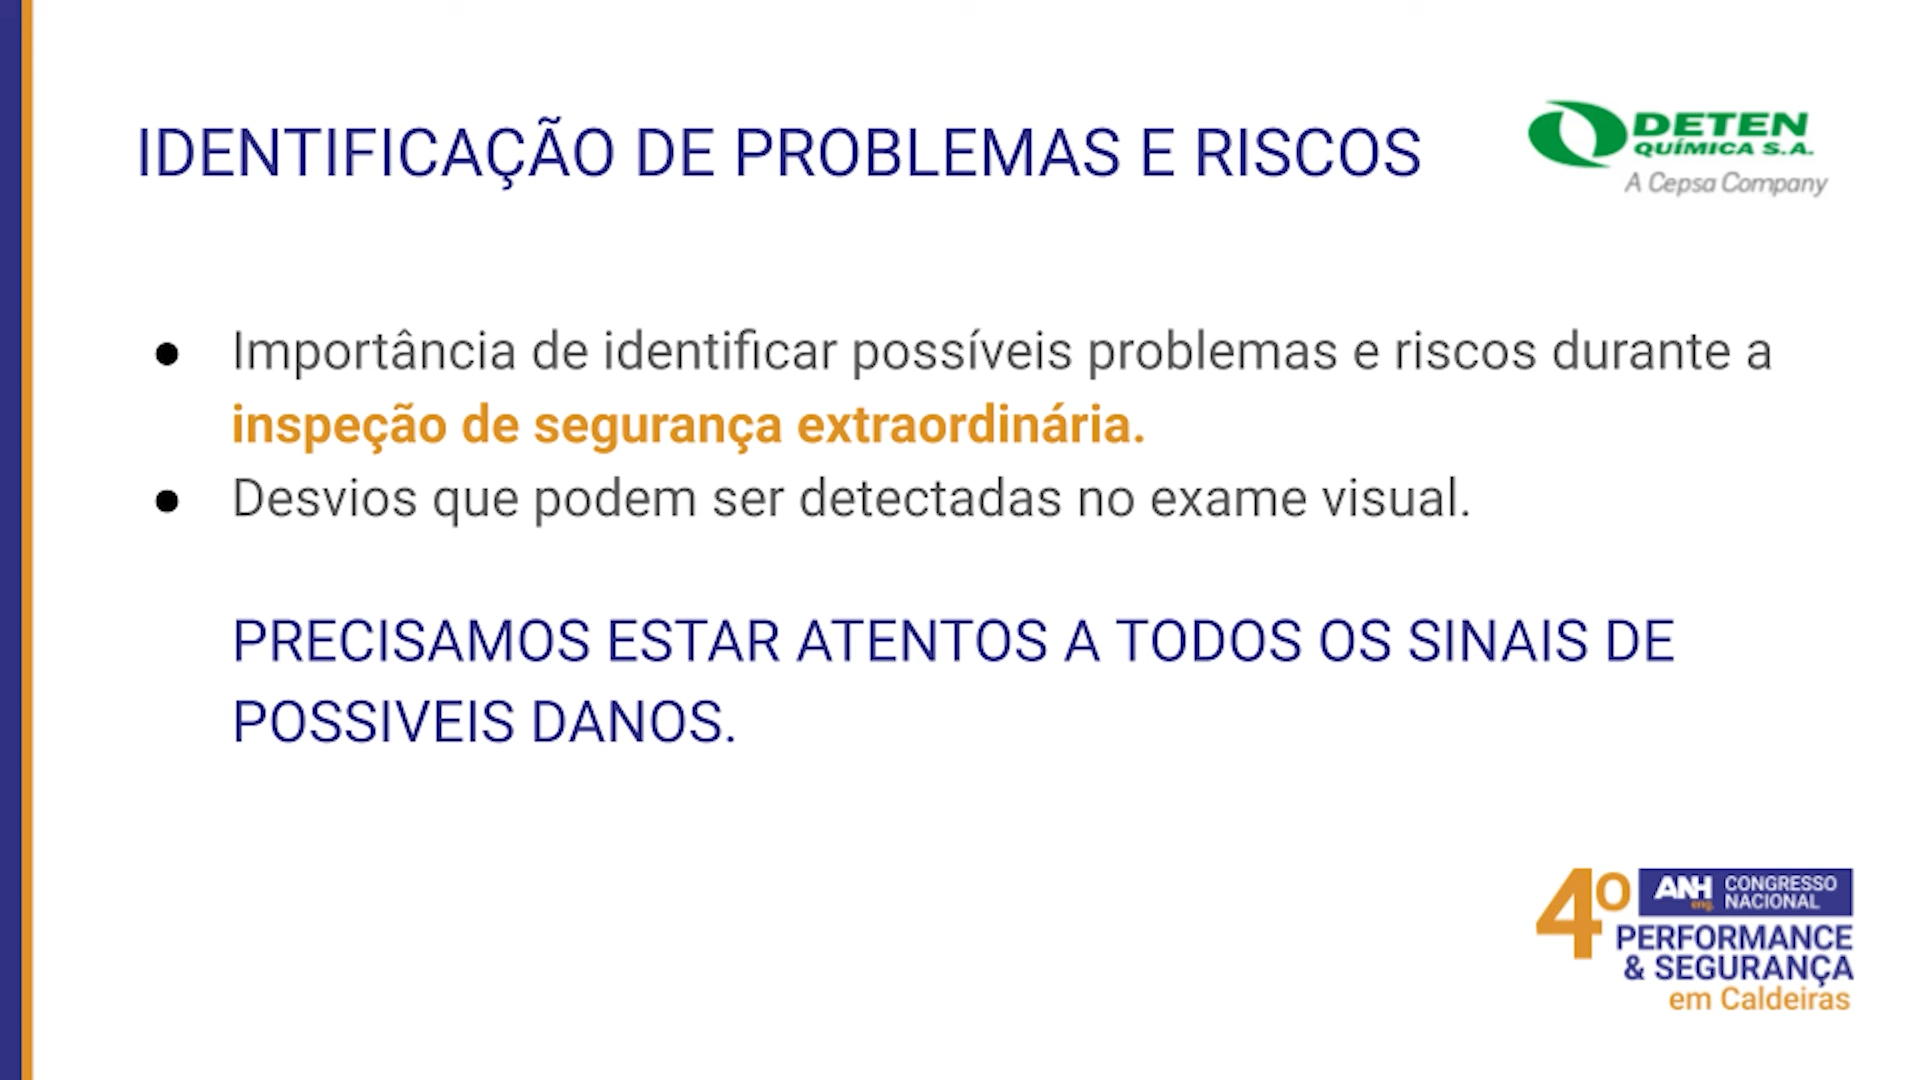 IDENTIFICAÇÃO DE PROBLEMAS E RISCOS
DETEN
QUÍMICA S.A.
A Cepsa Company
● Importância de identificar possíveis problemas e riscos durante a
inspeção de segurança extraordinária.
● Desvios que podem ser detectadas no exame visual.
PRECISAMOS ESTAR ATENTOS A TODOS OS SINAIS DE
POSSIVEIS DANOS.
4º ANH eng. CONGRESSO
NACIONAL
PERFORMANCE
& SEGURANÇA
em Caldeiras